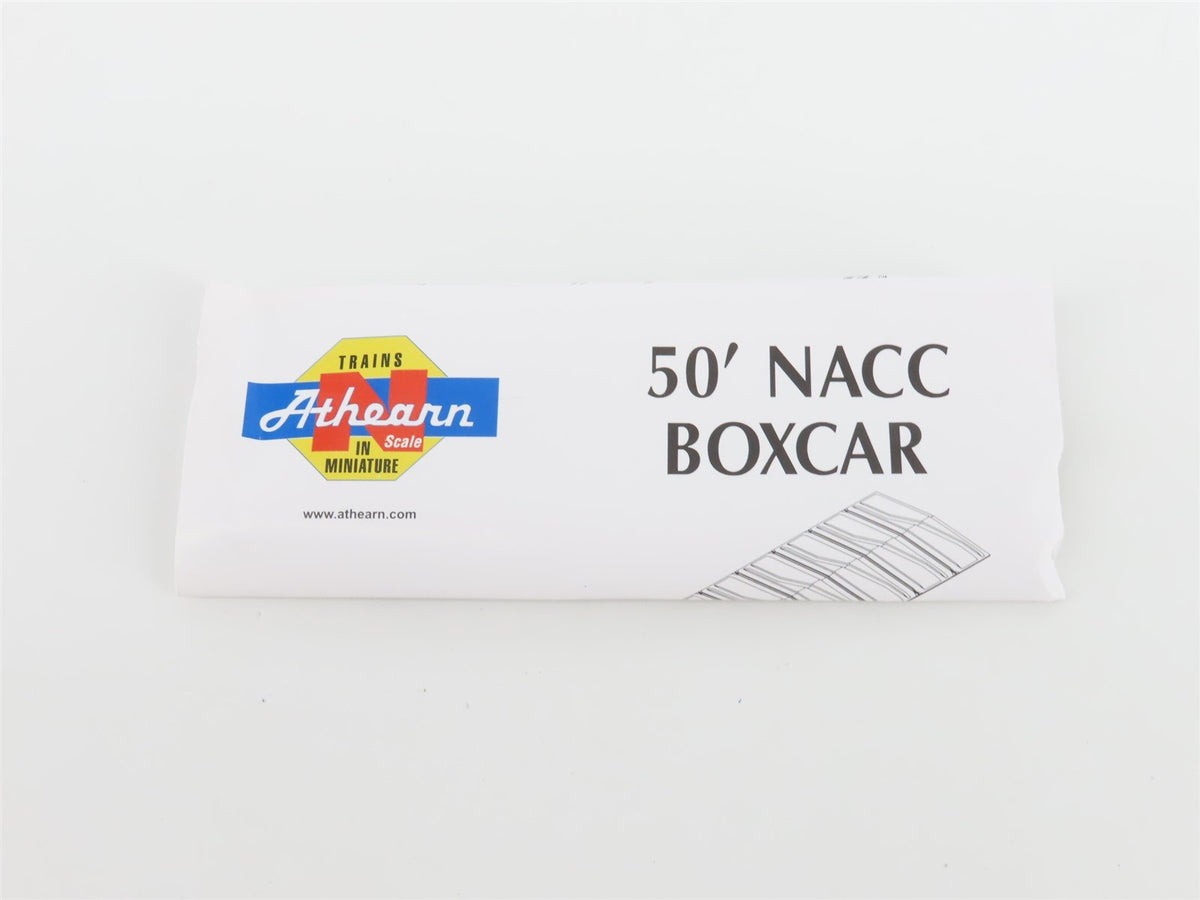 TRAINS
N
Athearn
Scale
IN
MINIATURE
www.athearn.com
50' NACC
BOXCAR